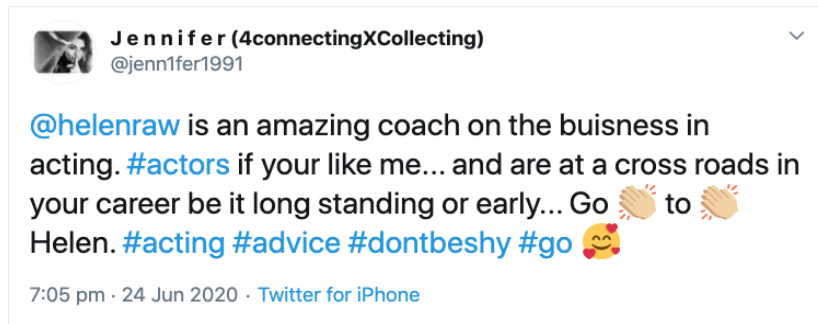 J e n n i f e r (4connectingXCollecting)
@jenn1fer1991
@helenraw is an amazing coach on the buisness in
acting. #actors if your like me... and are at a cross roads in
your career be it long standing or early... Go 👏🏼 to 👏🏼
Helen. #acting #advice #dontbeshy #go 🥰
7:05 pm · 24 Jun 2020 · Twitter for iPhone